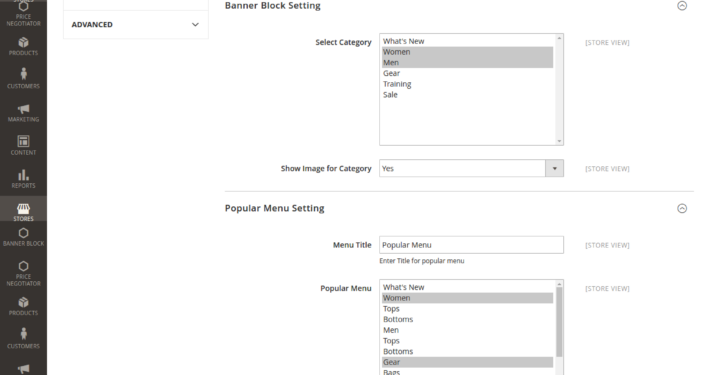 STORES
PRICE
NEGOTIATOR
PRODUCTS
CUSTOMERS
MARKETING
CONTENT
REPORTS
STORES
BANNER BLOCK
PRICE
NEGOTIATOR
PRODUCTS
CUSTOMERS
ADVANCED
Banner Block Setting
Select Category
What's New
Women
Men
Gear
Training
Sale
[STORE VIEW]
Show Image for Category
Yes
[STORE VIEW]
Popular Menu Setting
Menu Title
Popular Menu
[STORE VIEW]
Enter Title for popular menu
Popular Menu
What's New
Women
Tops
Bottoms
Men
Tops
Bottoms
Gear
Bags
[STORE VIEW]